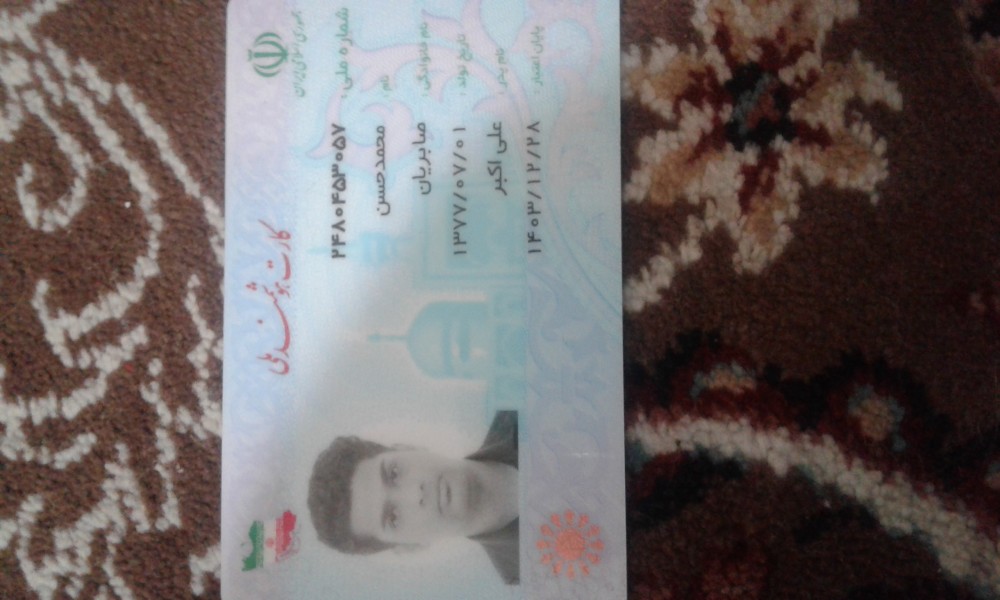 جمهوری اسلامی ایران
کارت هوشمند ملی
شماره ملی: ۲۴۸۰۴۵۳۰۵۷
نام: محمدحسن
نام خانوادگی: صابریان
تاریخ تولد: ۱۳۷۷/۰۷/۰۱
نام پدر: علی اکبر
پایان اعتبار: ۱۴۰۳/۱۲/۲۸